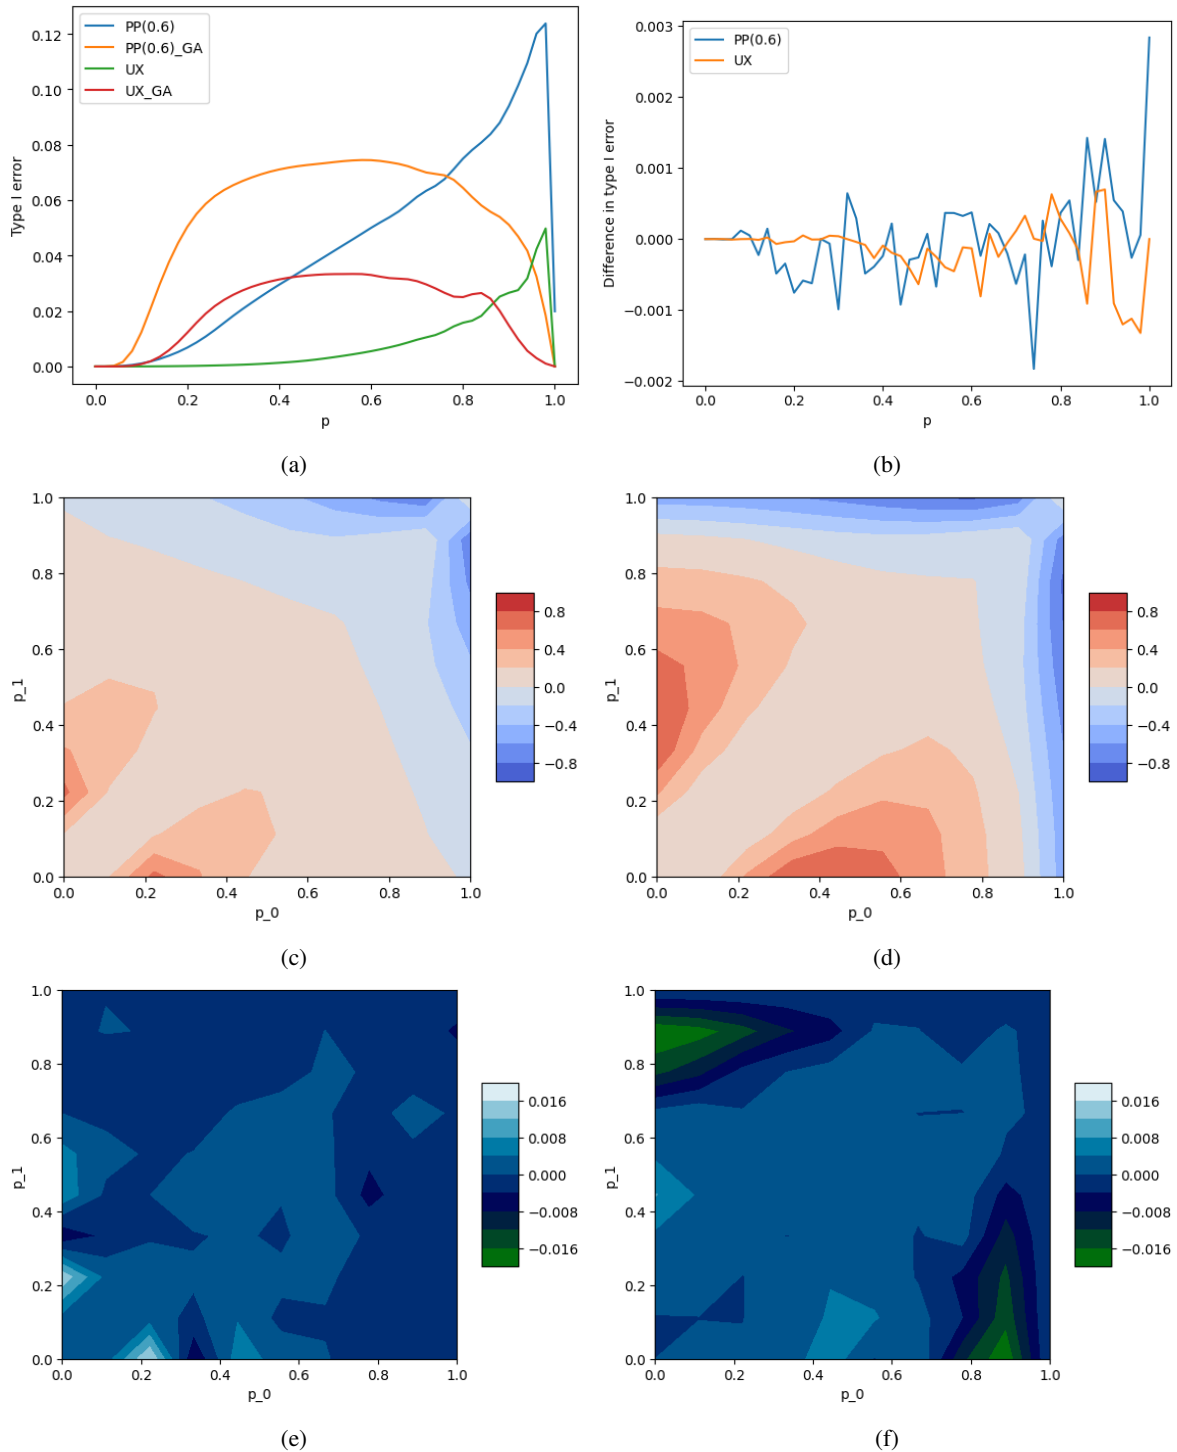 PP(0.6)
PP(0.6)_GA
UX
UX_GA
Type I error
0.12
0.10
0.08
0.06
0.04
0.02
0.00
0.0 0.2 0.4 0.6 0.8 1.0
p
(a)
PP(0.6)
UX
Difference in type I error
0.003
0.002
0.001
0.000
−0.001
−0.002
0.0 0.2 0.4 0.6 0.8 1.0
p
(b)
p_1
1.0
0.8
0.6
0.4
0.2
0.0
0.0 0.2 0.4 0.6 0.8 1.0
p_0
0.8
0.4
0.0
−0.4
−0.8
(c)
p_1
1.0
0.8
0.6
0.4
0.2
0.0
0.0 0.2 0.4 0.6 0.8 1.0
p_0
0.8
0.4
0.0
−0.4
−0.8
(d)
p_1
1.0
0.8
0.6
0.4
0.2
0.0
0.0 0.2 0.4 0.6 0.8 1.0
p_0
0.016
0.008
0.000
−0.008
−0.016
(e)
p_1
1.0
0.8
0.6
0.4
0.2
0.0
0.0 0.2 0.4 0.6 0.8 1.0
p_0
0.016
0.008
0.000
−0.008
−0.016
(f)